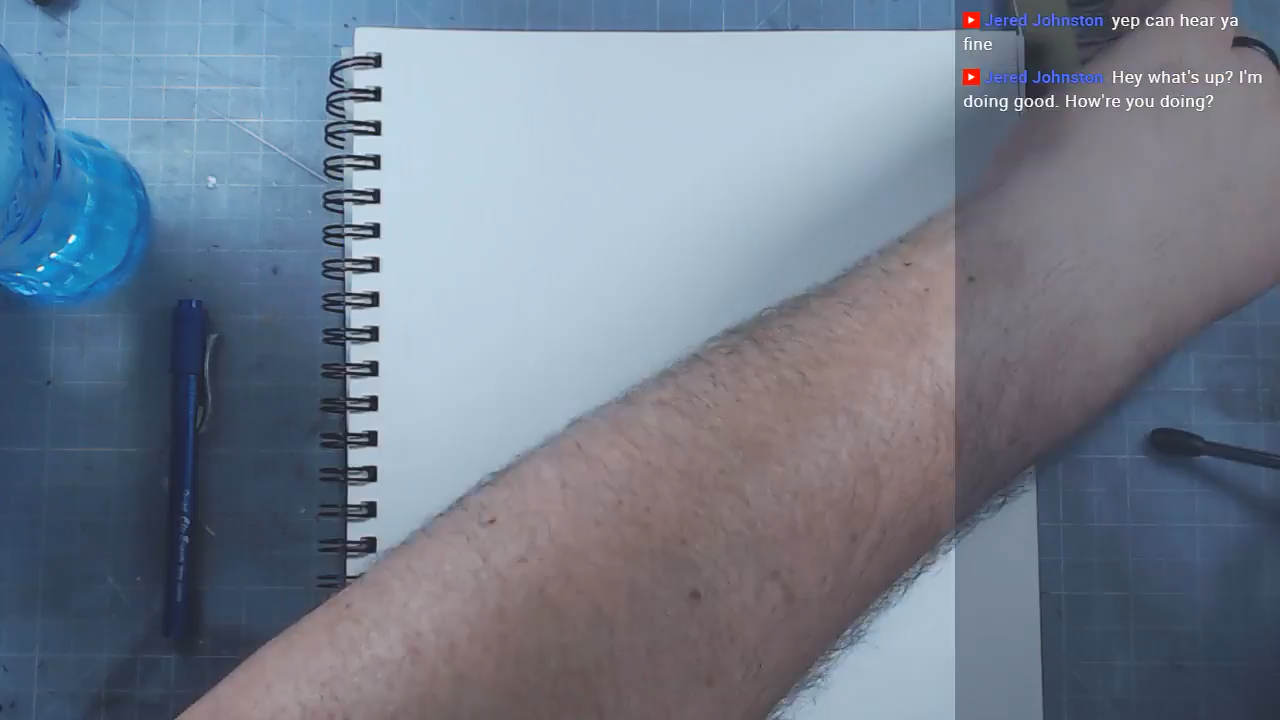 Jered Johnston yep can hear ya
fine
Jered Johnston Hey what's up? I'm
doing good. How're you doing?